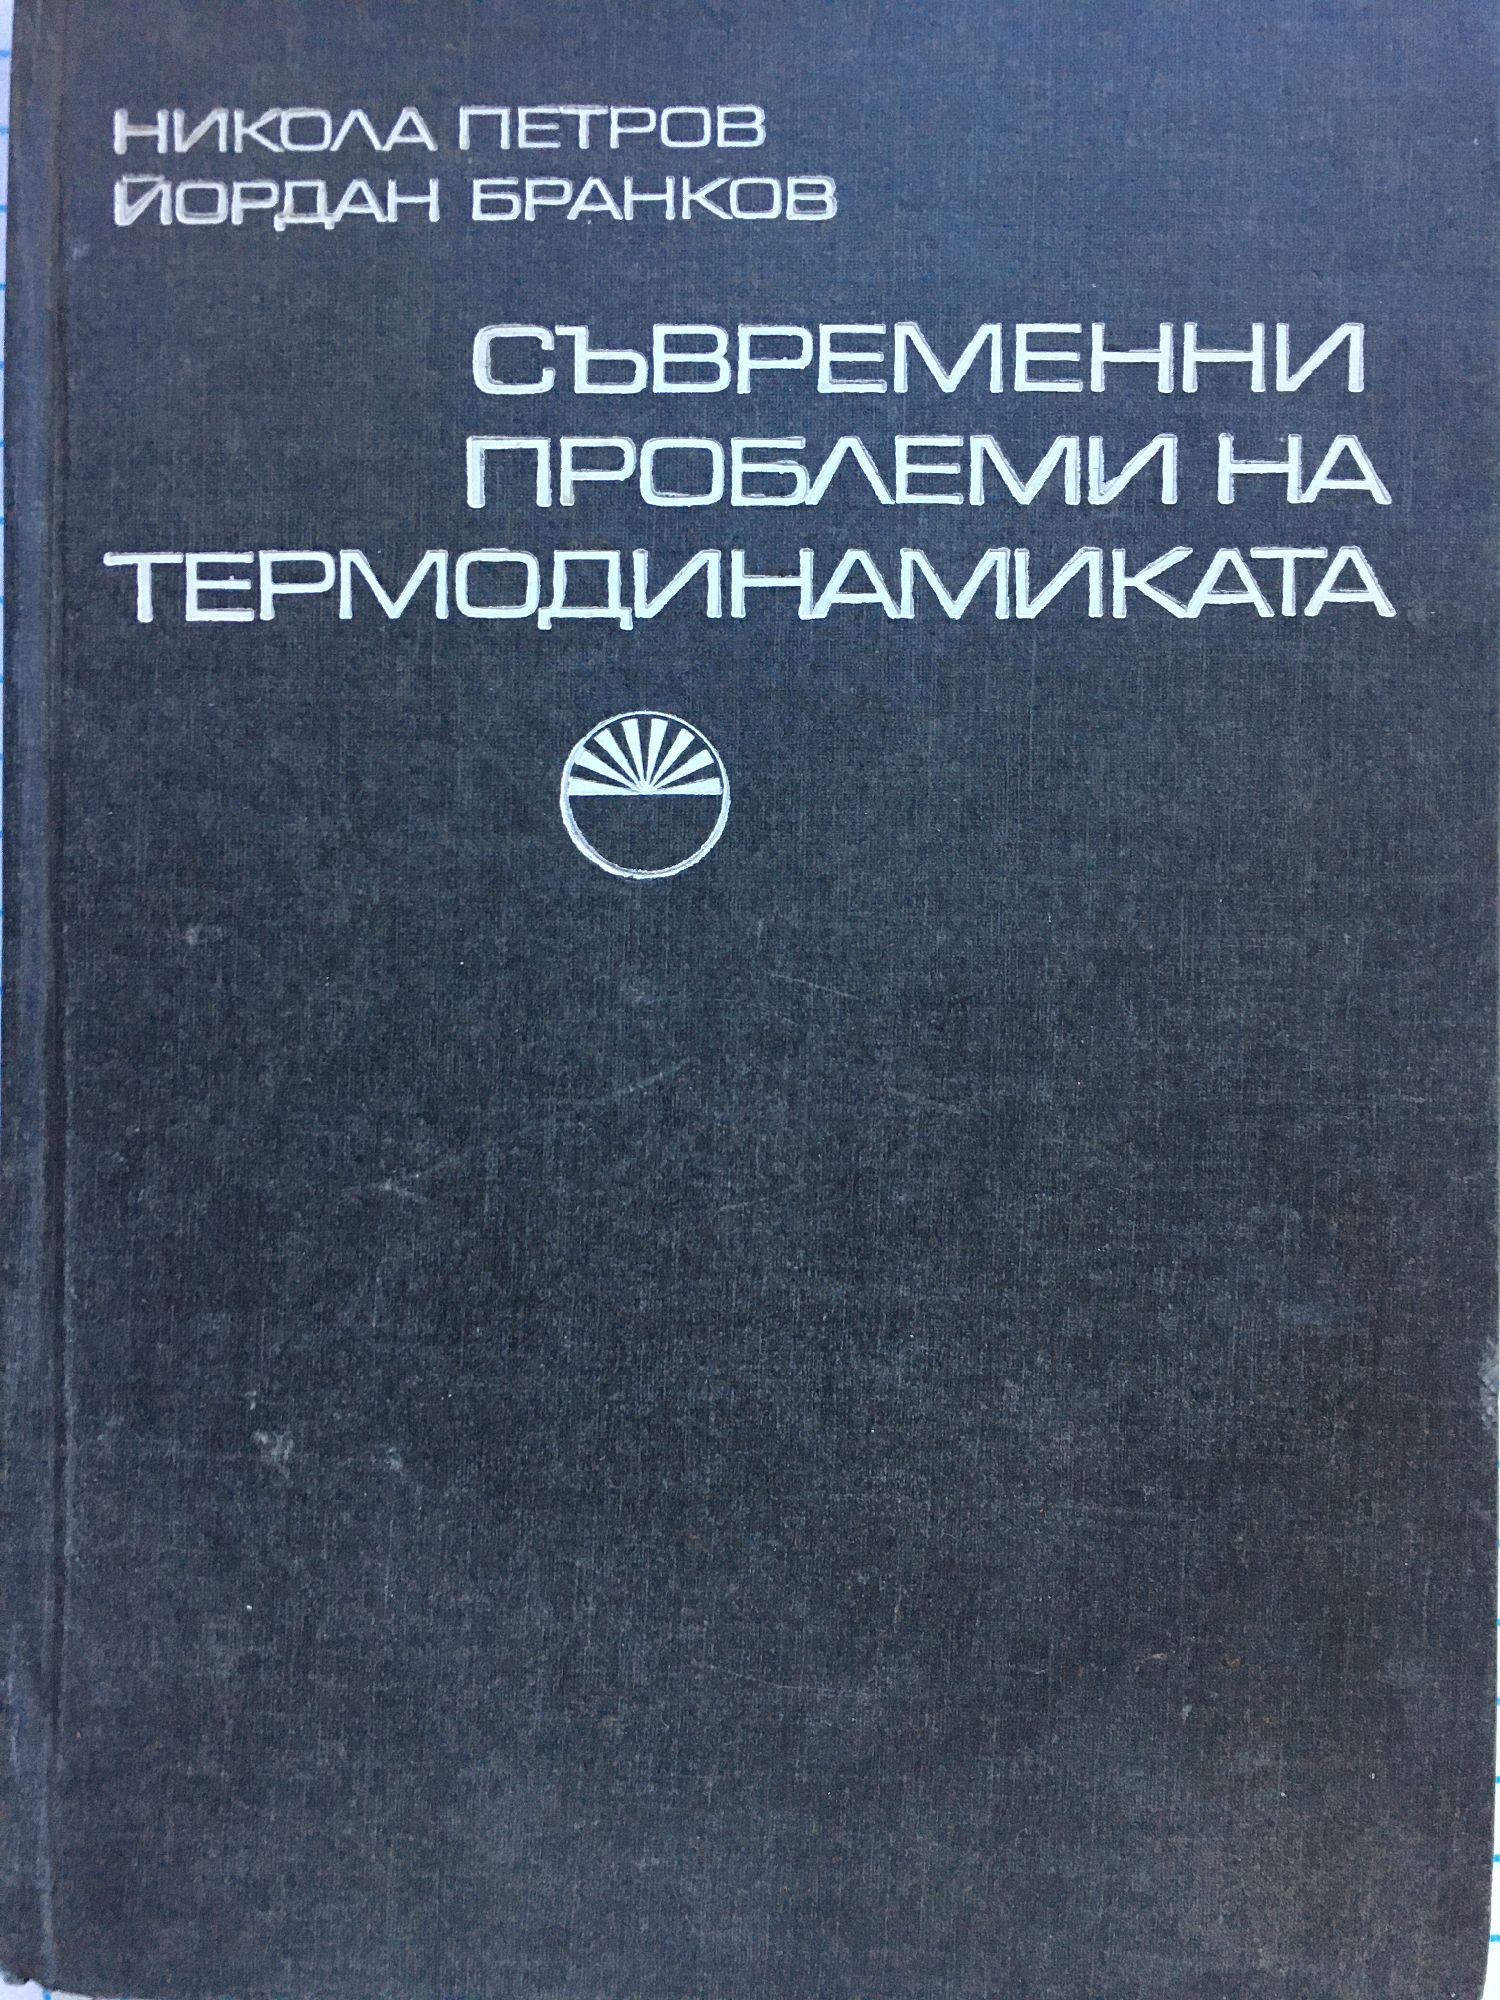 НИКОЛА ПЕТРОВ
ЙОРДАН БРАНКОВ
СЪВРЕМЕННИ
ПРОБЛЕМИ НА
ТЕРМОДИНАМИКАТА